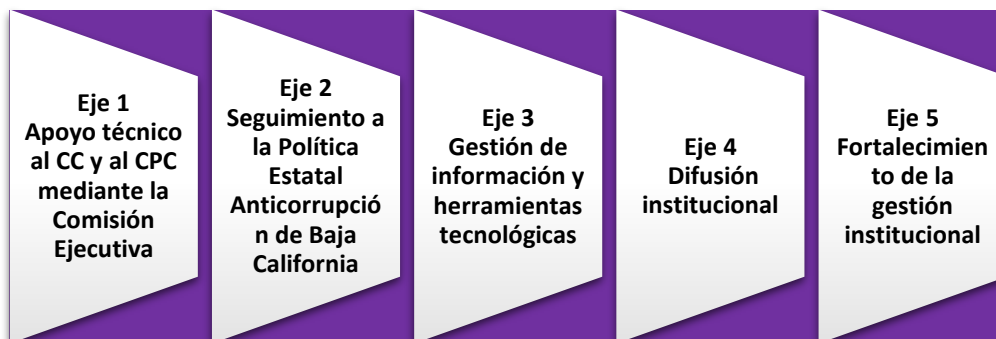 Eje 1
Apoyo técnico
al CC y al CPC
mediante la
Comisión
Ejecutiva
Eje 2
Seguimiento a
la Política
Estatal
Anticorrupció
n de Baja
California
Eje 3
Gestión de
información y
herramientas
tecnológicas
Eje 4
Difusión
institucional
Eje 5
Fortalecimien
to de la
gestión
institucional